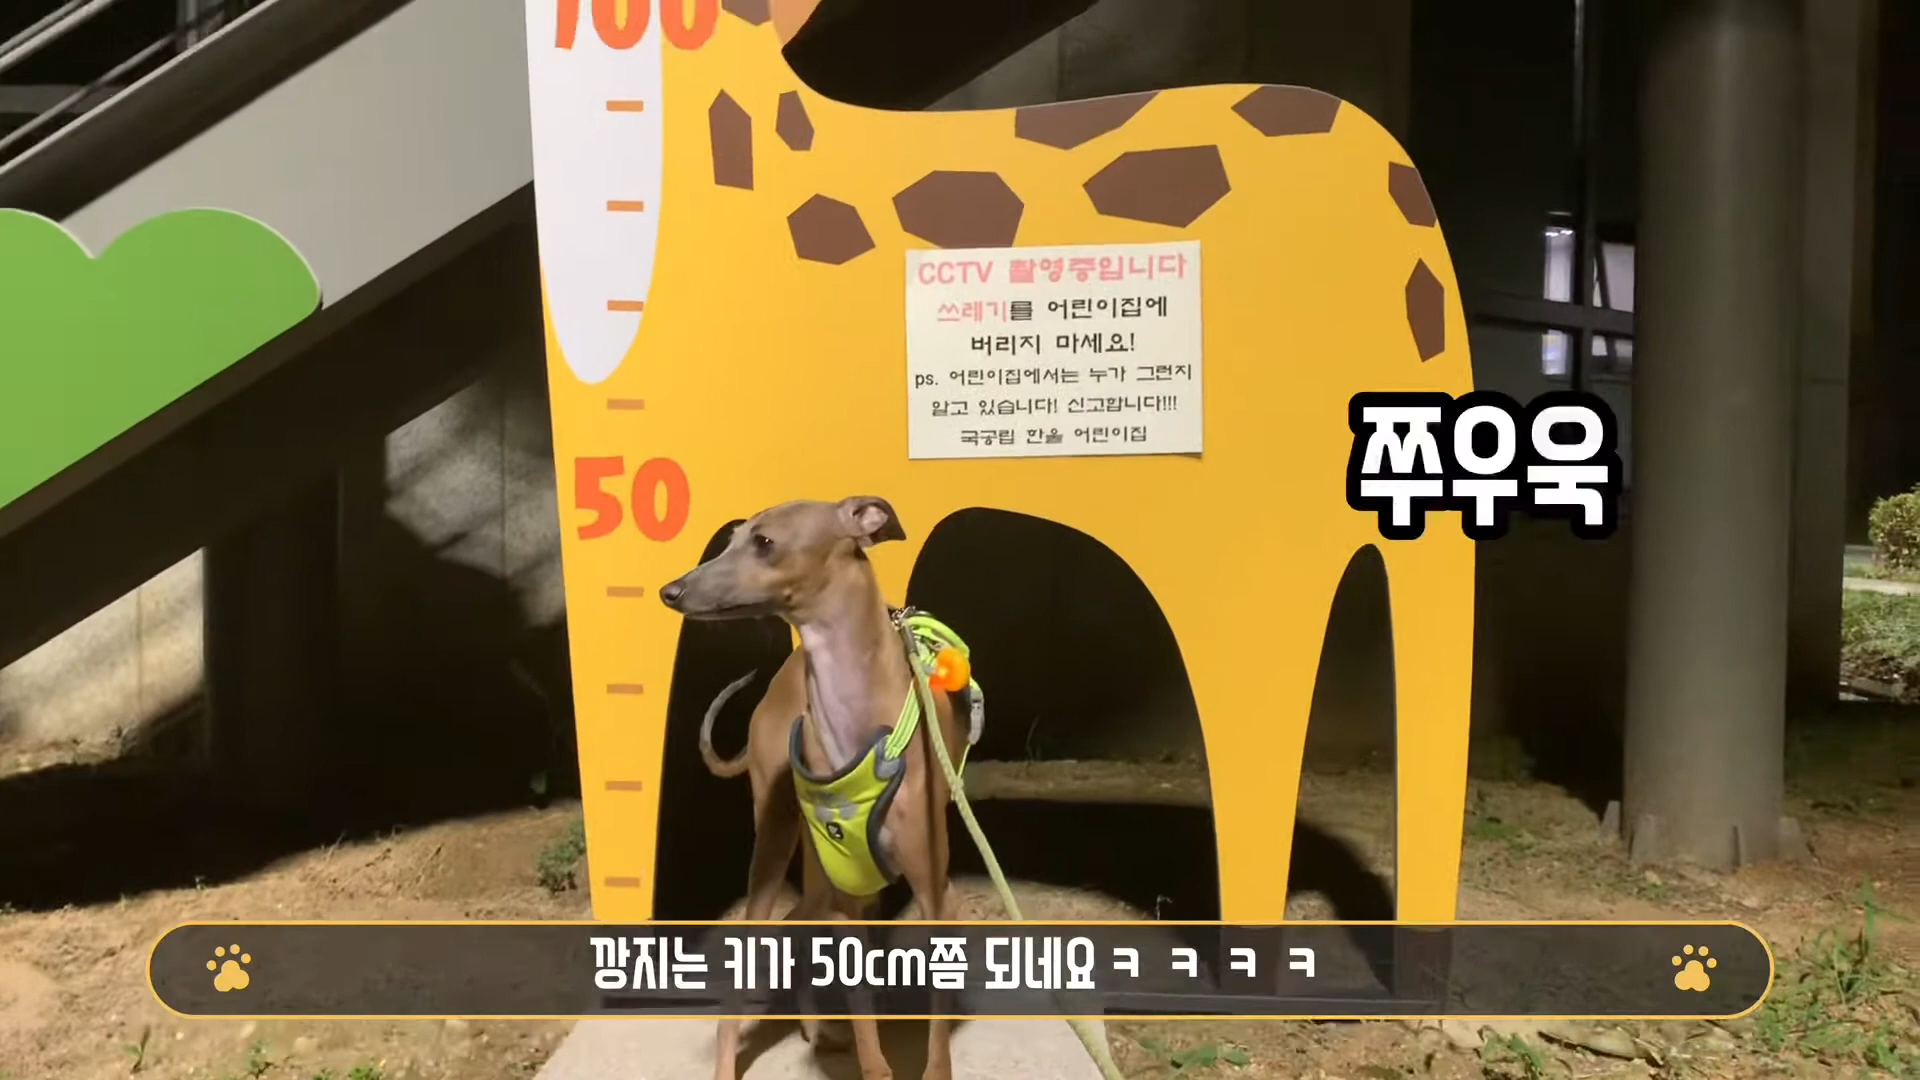 100
CCTV 촬영중입니다
쓰레기를 어린이집에
버리지 마세요!
ps. 어린이집에서는 누가 그런지
알고 있습니다! 신고합니다!!!
국공립 한울 어린이집
쭈우욱
50
깡지는 키가 50cm쯤 되네요ㅋ ㅋ ㅋ ㅋ